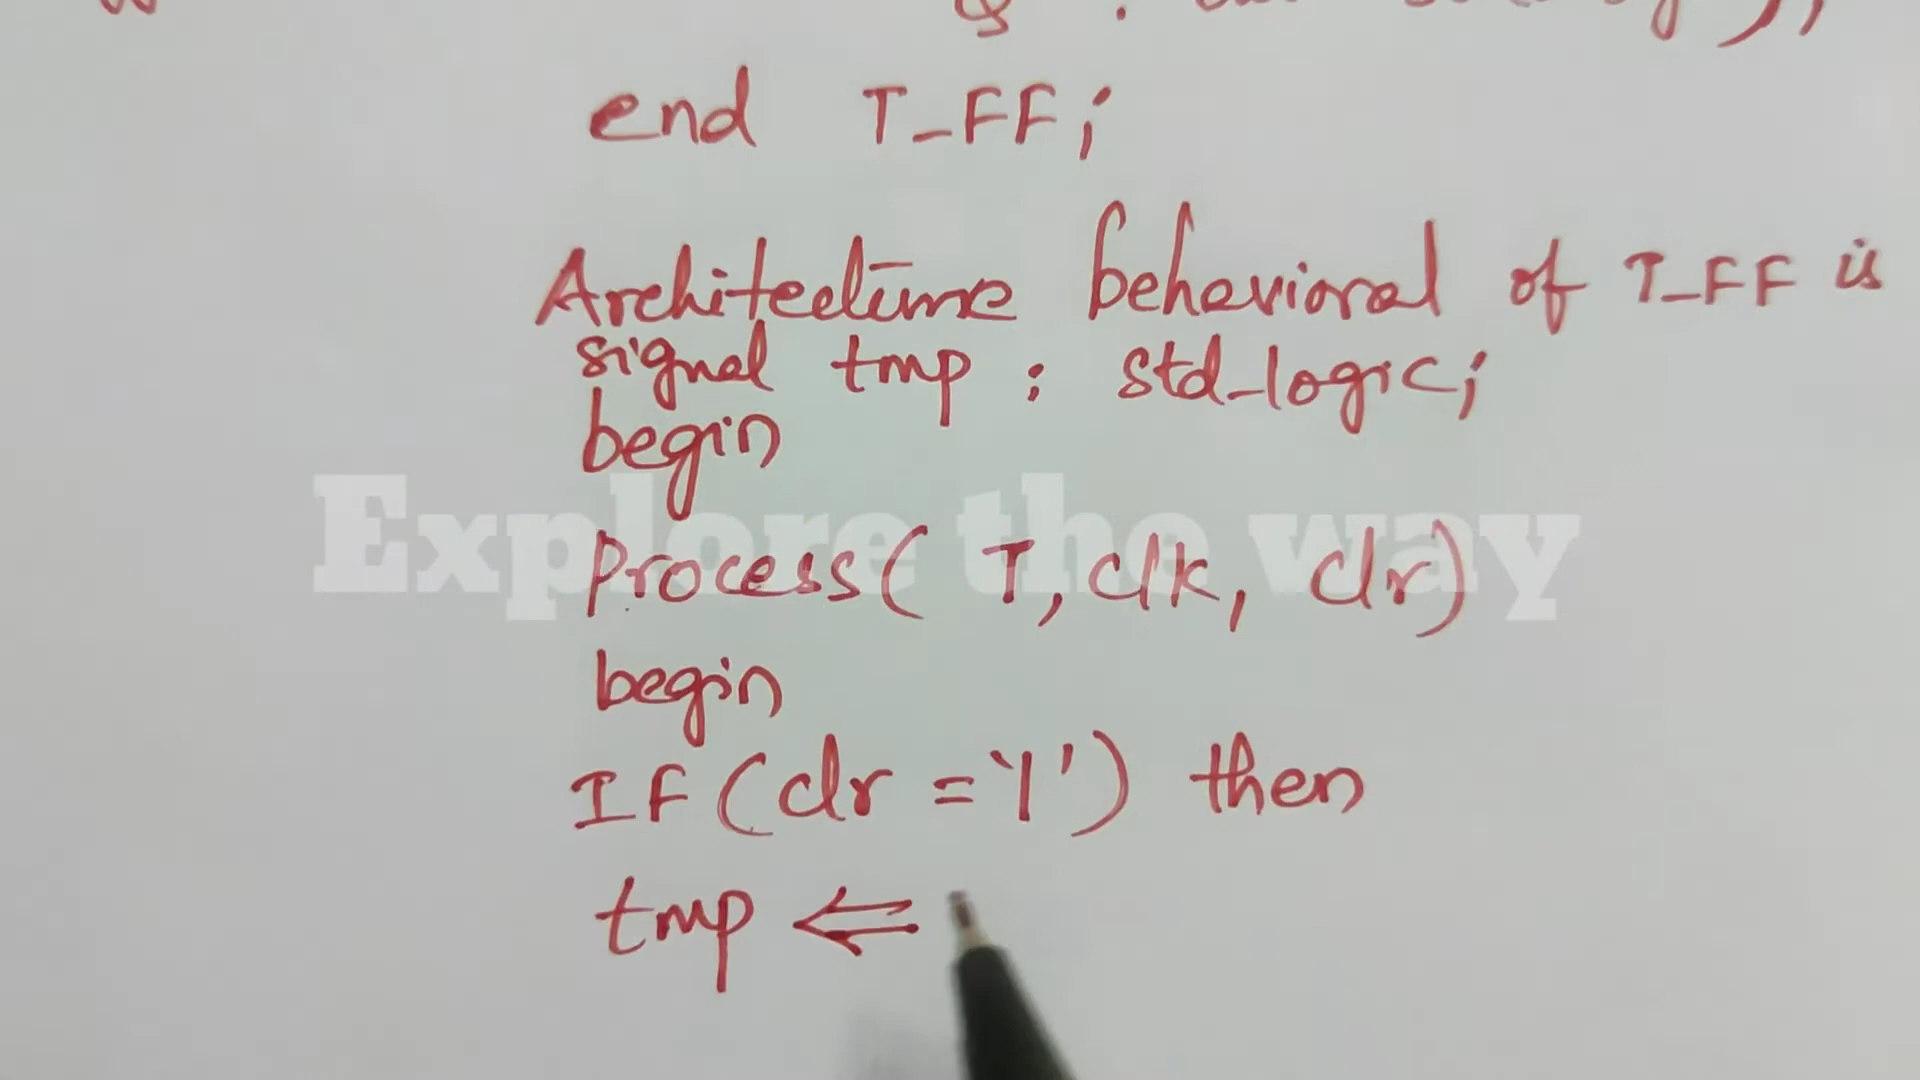 end T_FF;
Architecture behavioral of T_FF is
signal tmp : std_logic;
begin
Explore the way
Process( T, clk, clr)
begin
IF (clr = '1') then
tmp <=